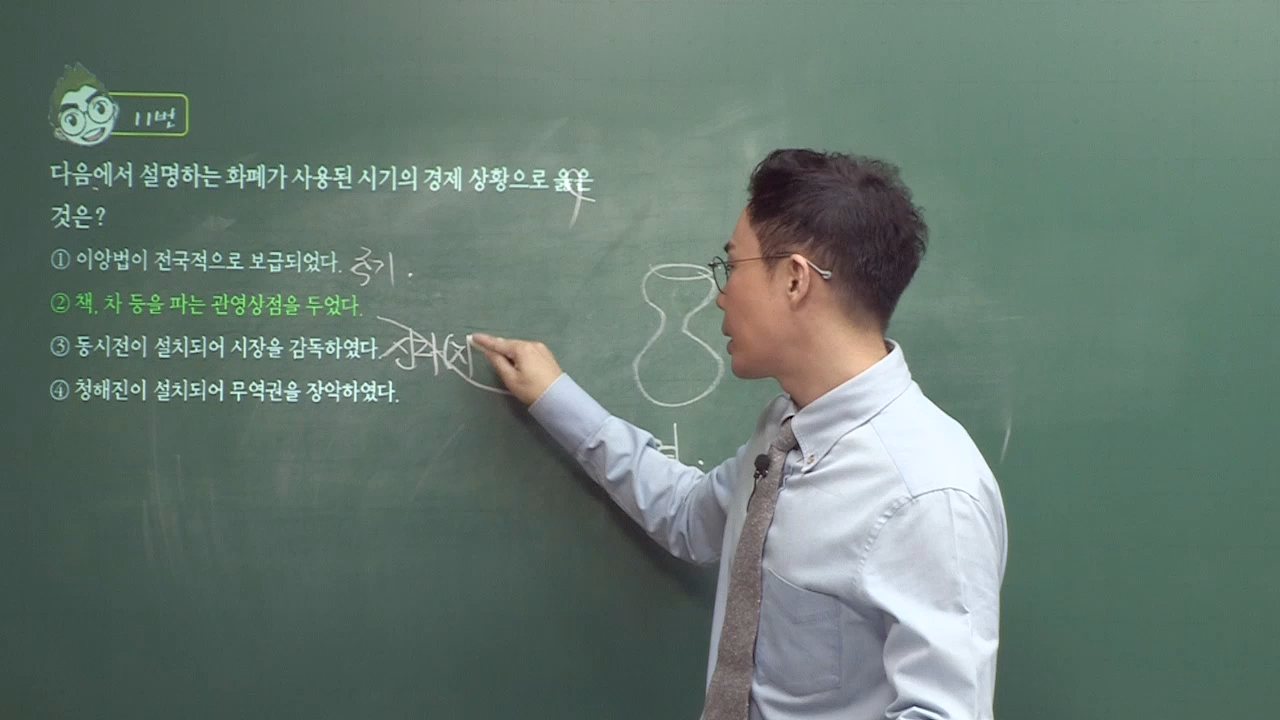 11번
다음에서 설명하는 화폐가 사용된 시기의 경제 상황으로 옳은
것은?
① 이앙법이 전국적으로 보급되었다.
② 책, 차 등을 파는 관영상점을 두었다.
③ 동시전이 설치되어 시장을 감독하였다.
④ 청해진이 설치되어 무역권을 장악하였다.